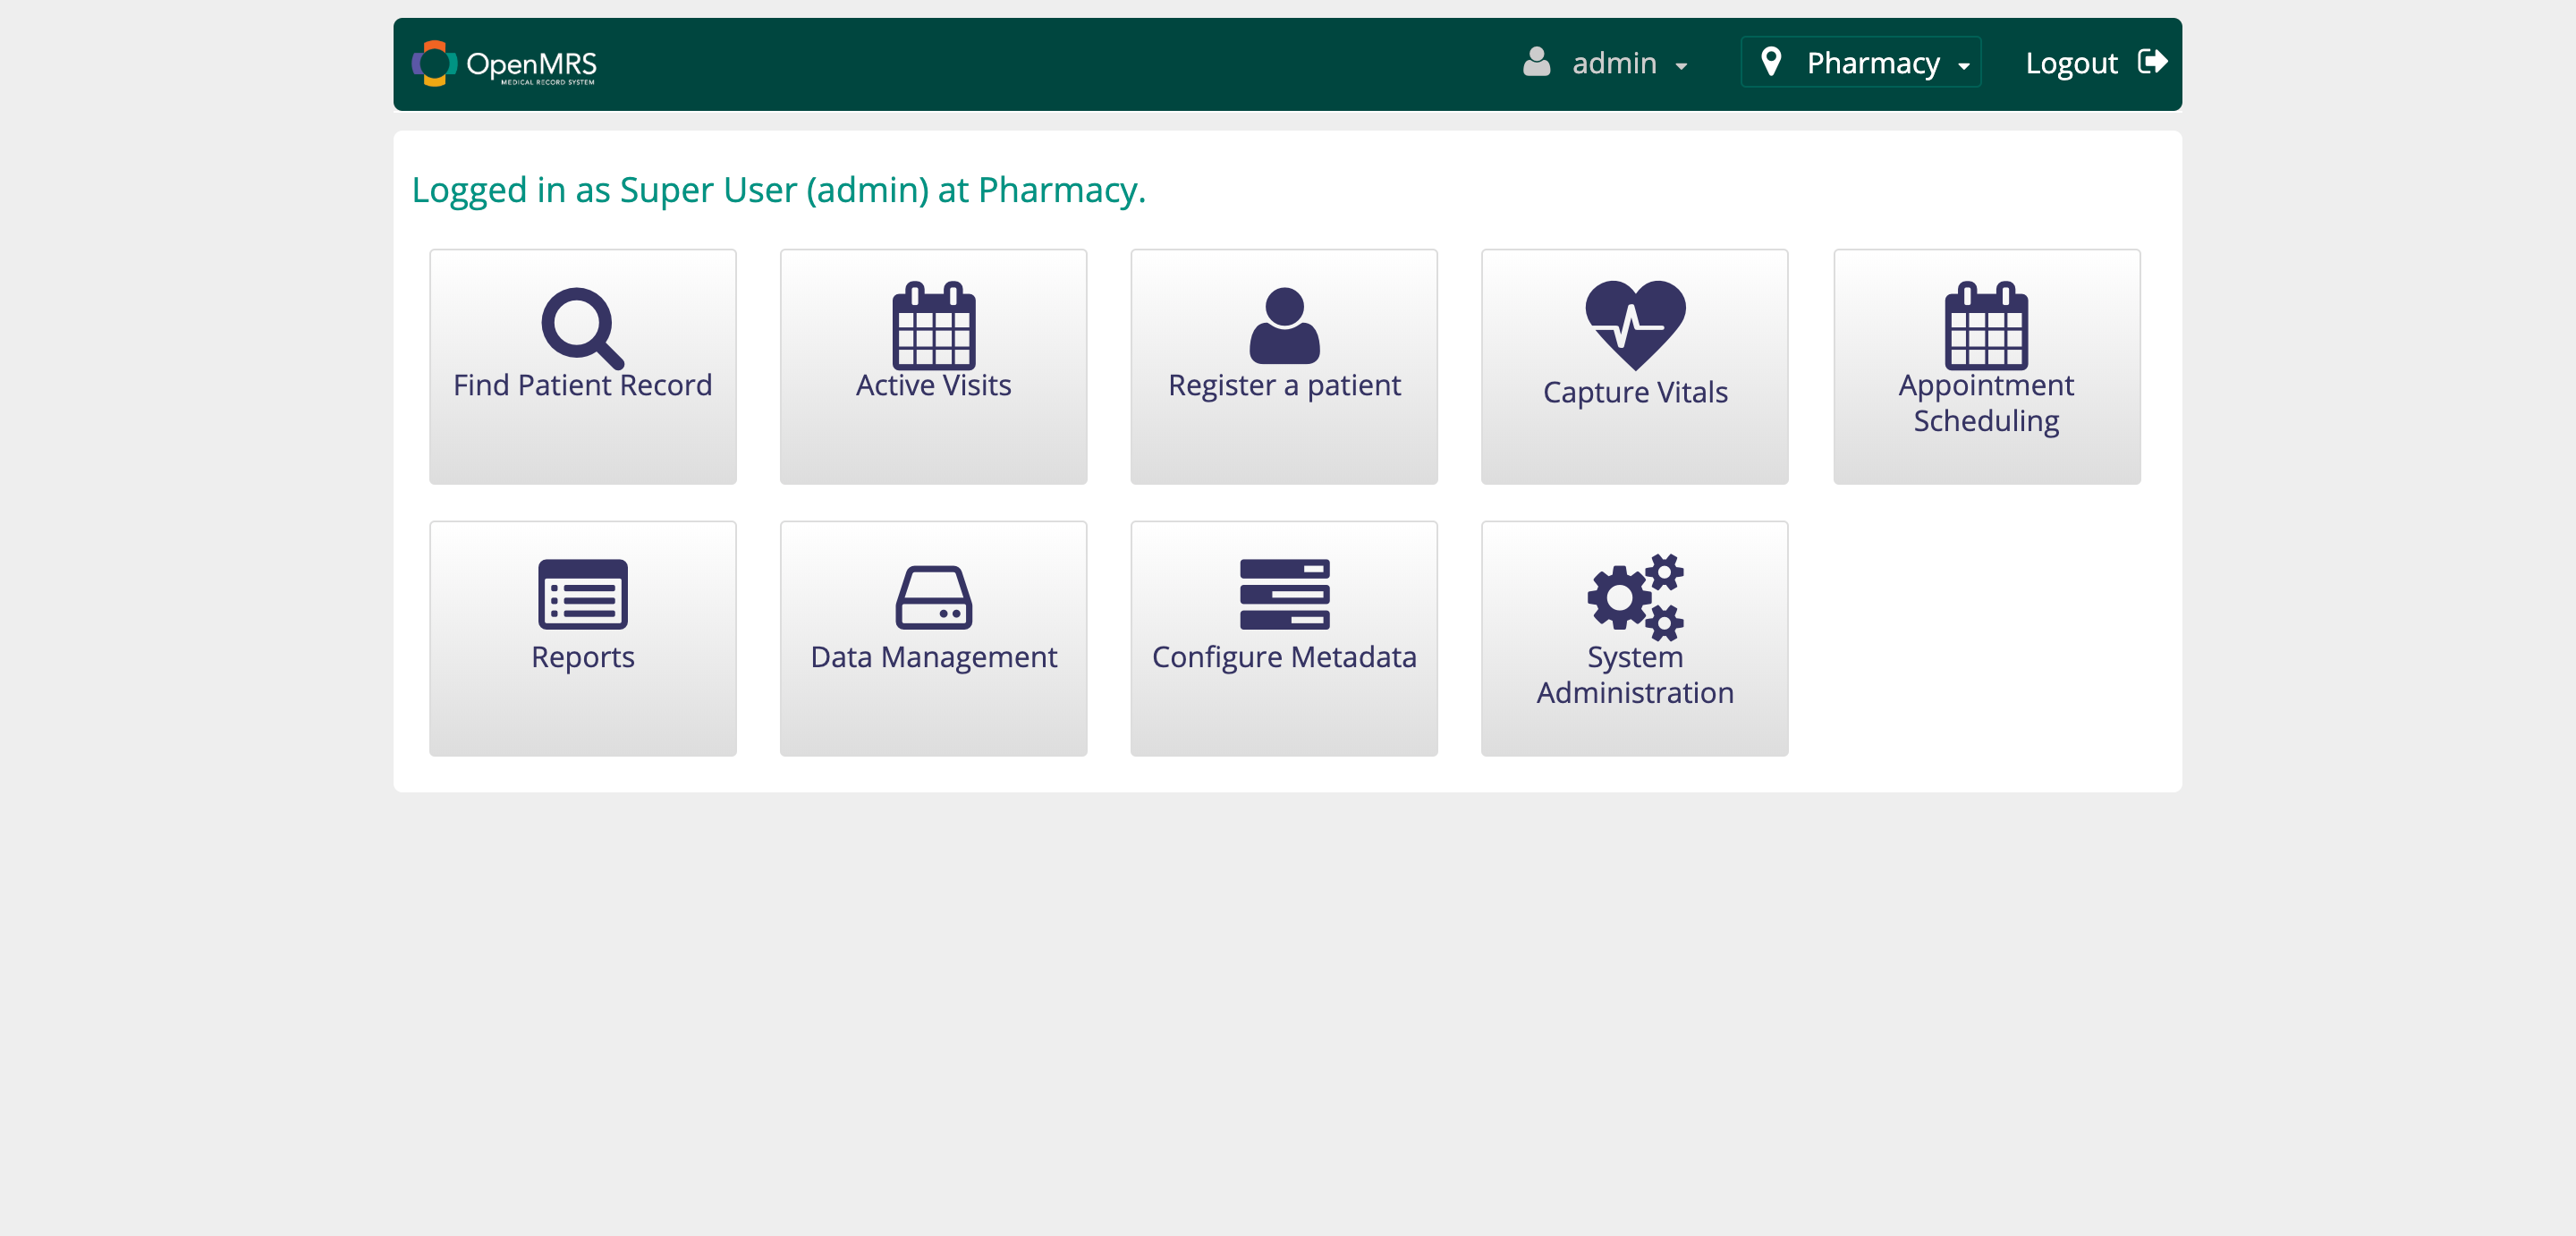 OpenMRS
MEDICAL RECORD SYSTEM
admin
Pharmacy
Logout
Logged in as Super User (admin) at Pharmacy.
Find Patient Record
Active Visits
Register a patient
Capture Vitals
Appointment
Scheduling
Reports
Data Management
Configure Metadata
System
Administration